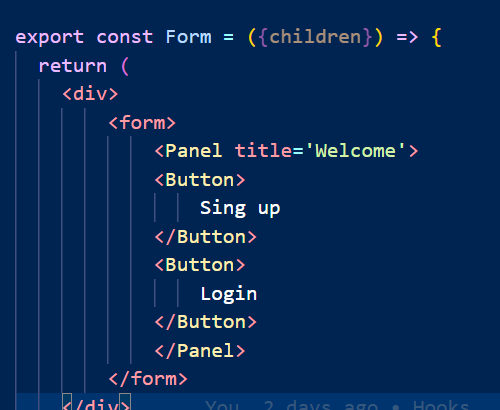 export const Form = ({children}) => {
return (
<div>
<form>
<Panel title='Welcome'>
<Button>
Sing up
</Button>
<Button>
Login
</Button>
</Panel>
</form>
</div> You, 2 days ago • Hooks